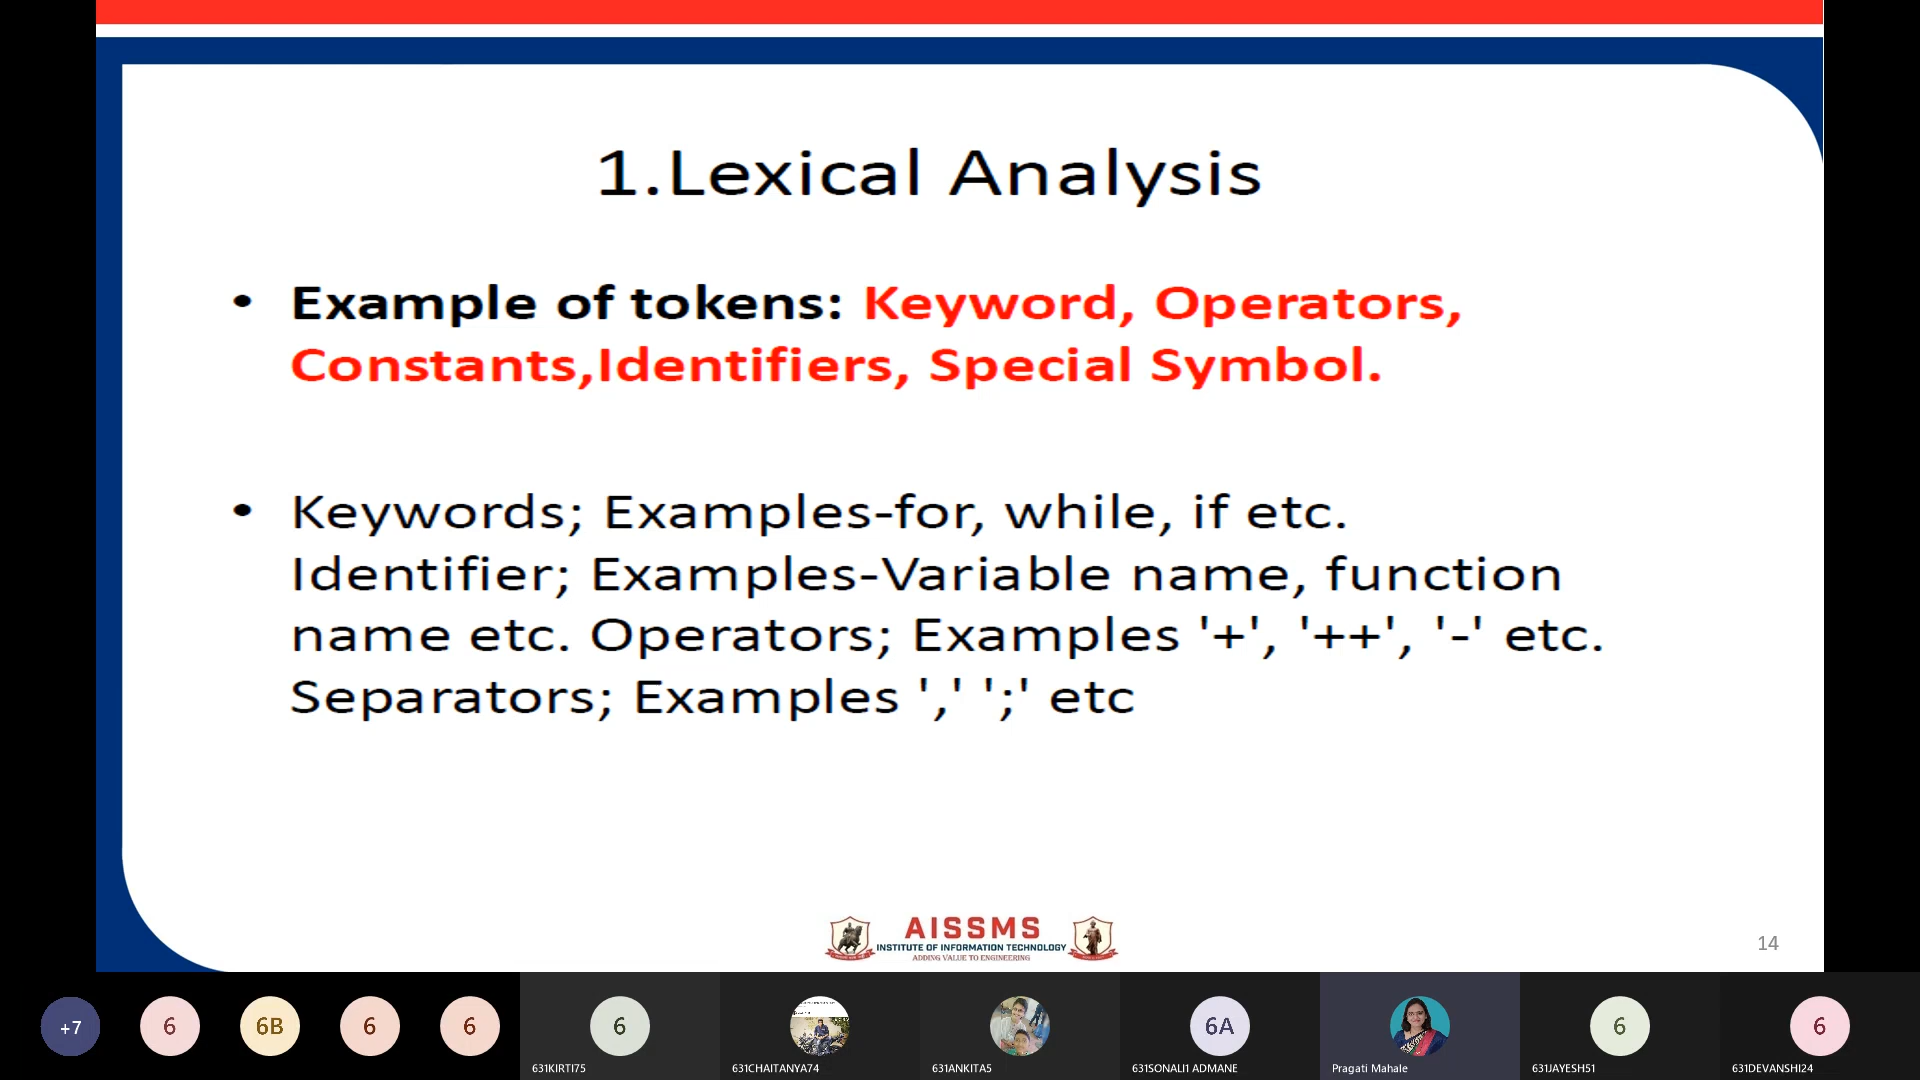 1.Lexical Analysis
• Example of tokens: Keyword, Operators,
Constants,Identifiers, Special Symbol.
• Keywords; Examples-for, while, if etc.
Identifier; Examples-Variable name, function
name etc. Operators; Examples '+', '++', '-' etc.
Separators; Examples ',' ';' etc
AISSMS
INSTITUTE OF INFORMATION TECHNOLOGY
ADDING VALUE TO ENGINEERING
14
+7
6
6B
6
6
6
6A
6
6
631KIRTI75
631CHAITANYA74
631ANKITA5
631SONALI1 ADMANE
Pragati Mahale
631JAYESH51
631DEVANSHI24